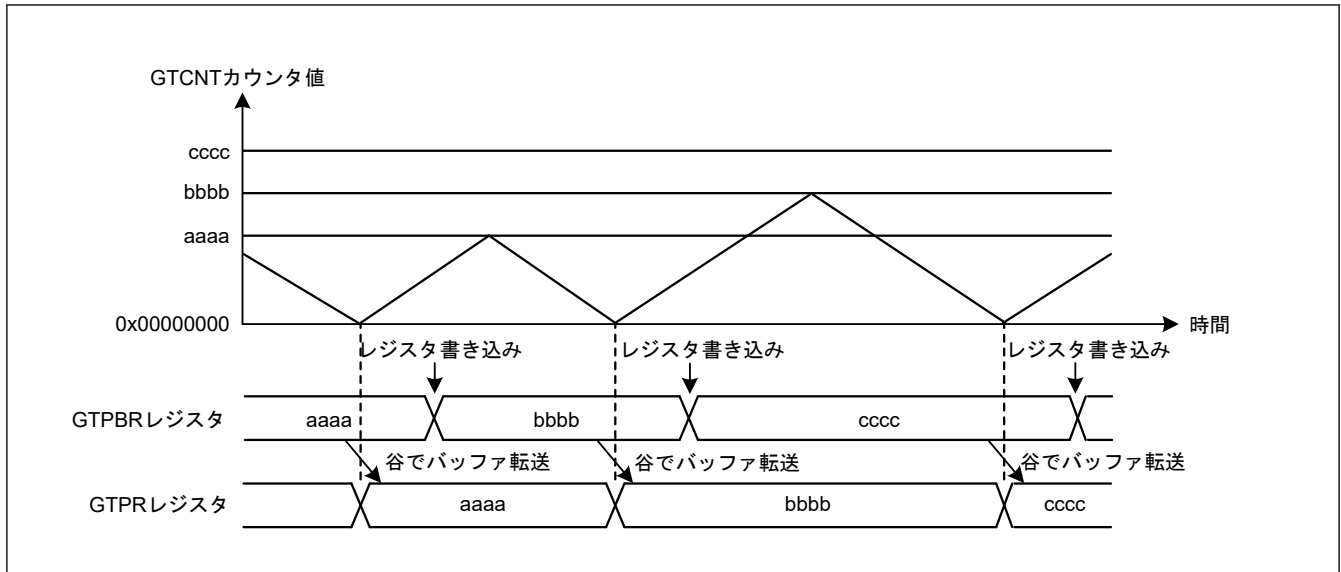 GTCNTカウンタ値
cccc
bbbb
aaaa
0x00000000
時間
レジスタ書き込み レジスタ書き込み レジスタ書き込み
GTPBRレジスタ aaaa bbbb cccc
谷でバッファ転送 谷でバッファ転送 谷でバッファ転送
GTPRレジスタ aaaa bbbb cccc